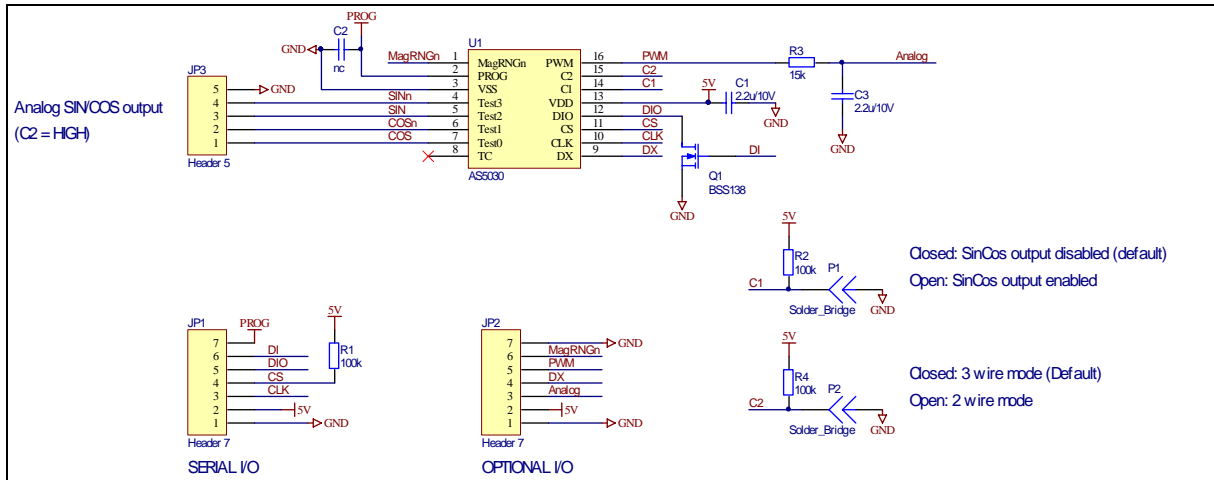 PROG
C2
GND
nc
U1
MagRNGn 1 MagRNGn PWM 16 PWM
2 PROG C2 15 C2
3 VSS C1 14 C1
SINn 4 Test3 VDD 13
SIN 5 Test2 DIO 12 DIO
COSn 6 Test1 CS 11 CS
COS 7 Test0 CLK 10 CLK
8 TC DX 9 DX
AS5030
R3
15k
Analog
5V
C1
2.2u/10V
GND
C3
2.2u/10V
GND
DI
Q1
BSS138
GND
Analog SIN/COS output
(C2 = HIGH)
JP3
5 GND
4
3
2
1
Header 5
5V
R2
100k
P1
C1
Solder_Bridge
GND
Closed: SinCos output disabled (default)
Open: SinCos output enabled
5V
R4
100k
P2
C2
Solder_Bridge
GND
Closed: 3 wire mode (Default)
Open: 2 wire mode
JP1
7 PROG
6 DI
5 DIO
4 CS
3 CLK
2 5V
1 GND
Header 7
5V
R1
100k
SERIAL I/O
JP2
7 GND
6 MagRNGn
5 PWM
4 DX
3 Analog
2 5V
1 GND
Header 7
OPTIONAL I/O